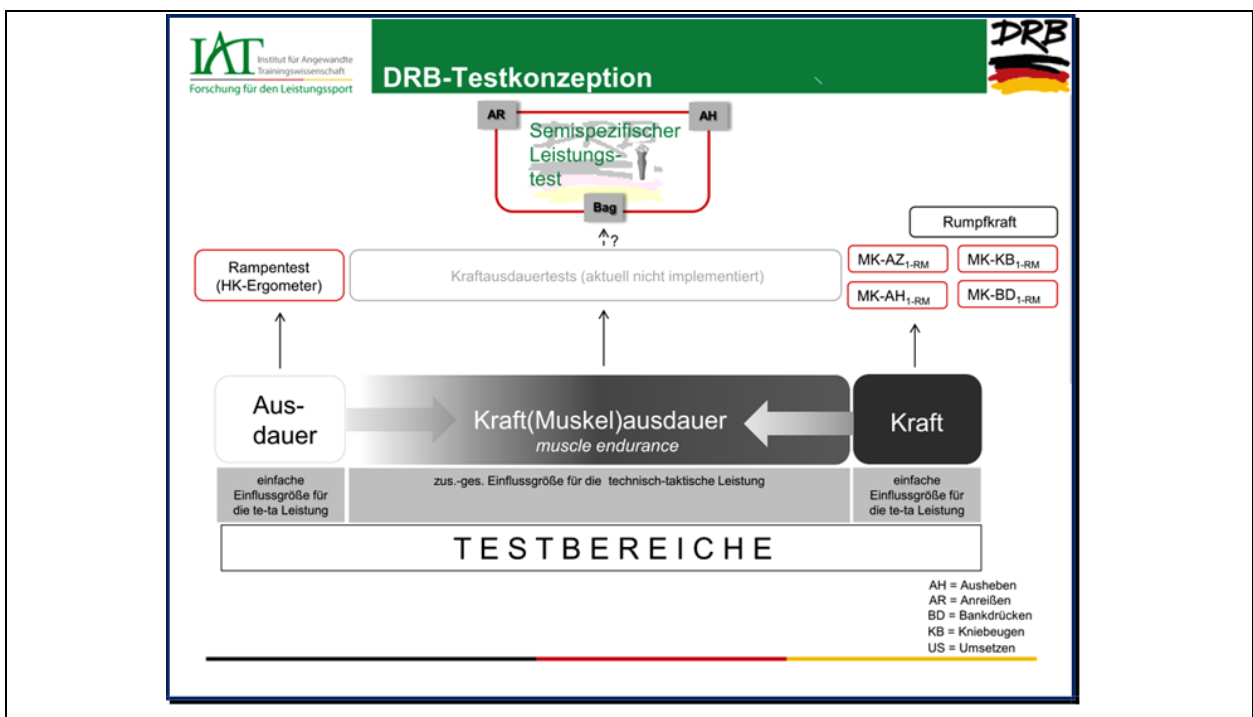 IAT
Institut für Angewandte
Trainingswissenschaft
Forschung für den Leistungssport
DRB-Testkonzeption
DRB
AR
AH
Semispezifischer
Leistungs-
test
Bag
?
Rumpfkraft
Rampentest
(HK-Ergometer)
Kraftausdauertests (aktuell nicht implementiert)
MK-AZ1-RM
MK-KB1-RM
MK-AH1-RM
MK-BD1-RM
Aus-
dauer
Kraft(Muskel)ausdauer
muscle endurance
Kraft
einfache
Einflussgröße für
die te-ta Leistung
zus.-ges. Einflussgröße für die technisch-taktische Leistung
einfache
Einflussgröße für
die te-ta Leistung
TESTBEREICHE
AH = Ausheben
AR = Anreißen
BD = Bankdrücken
KB = Kniebeugen
US = Umsetzen